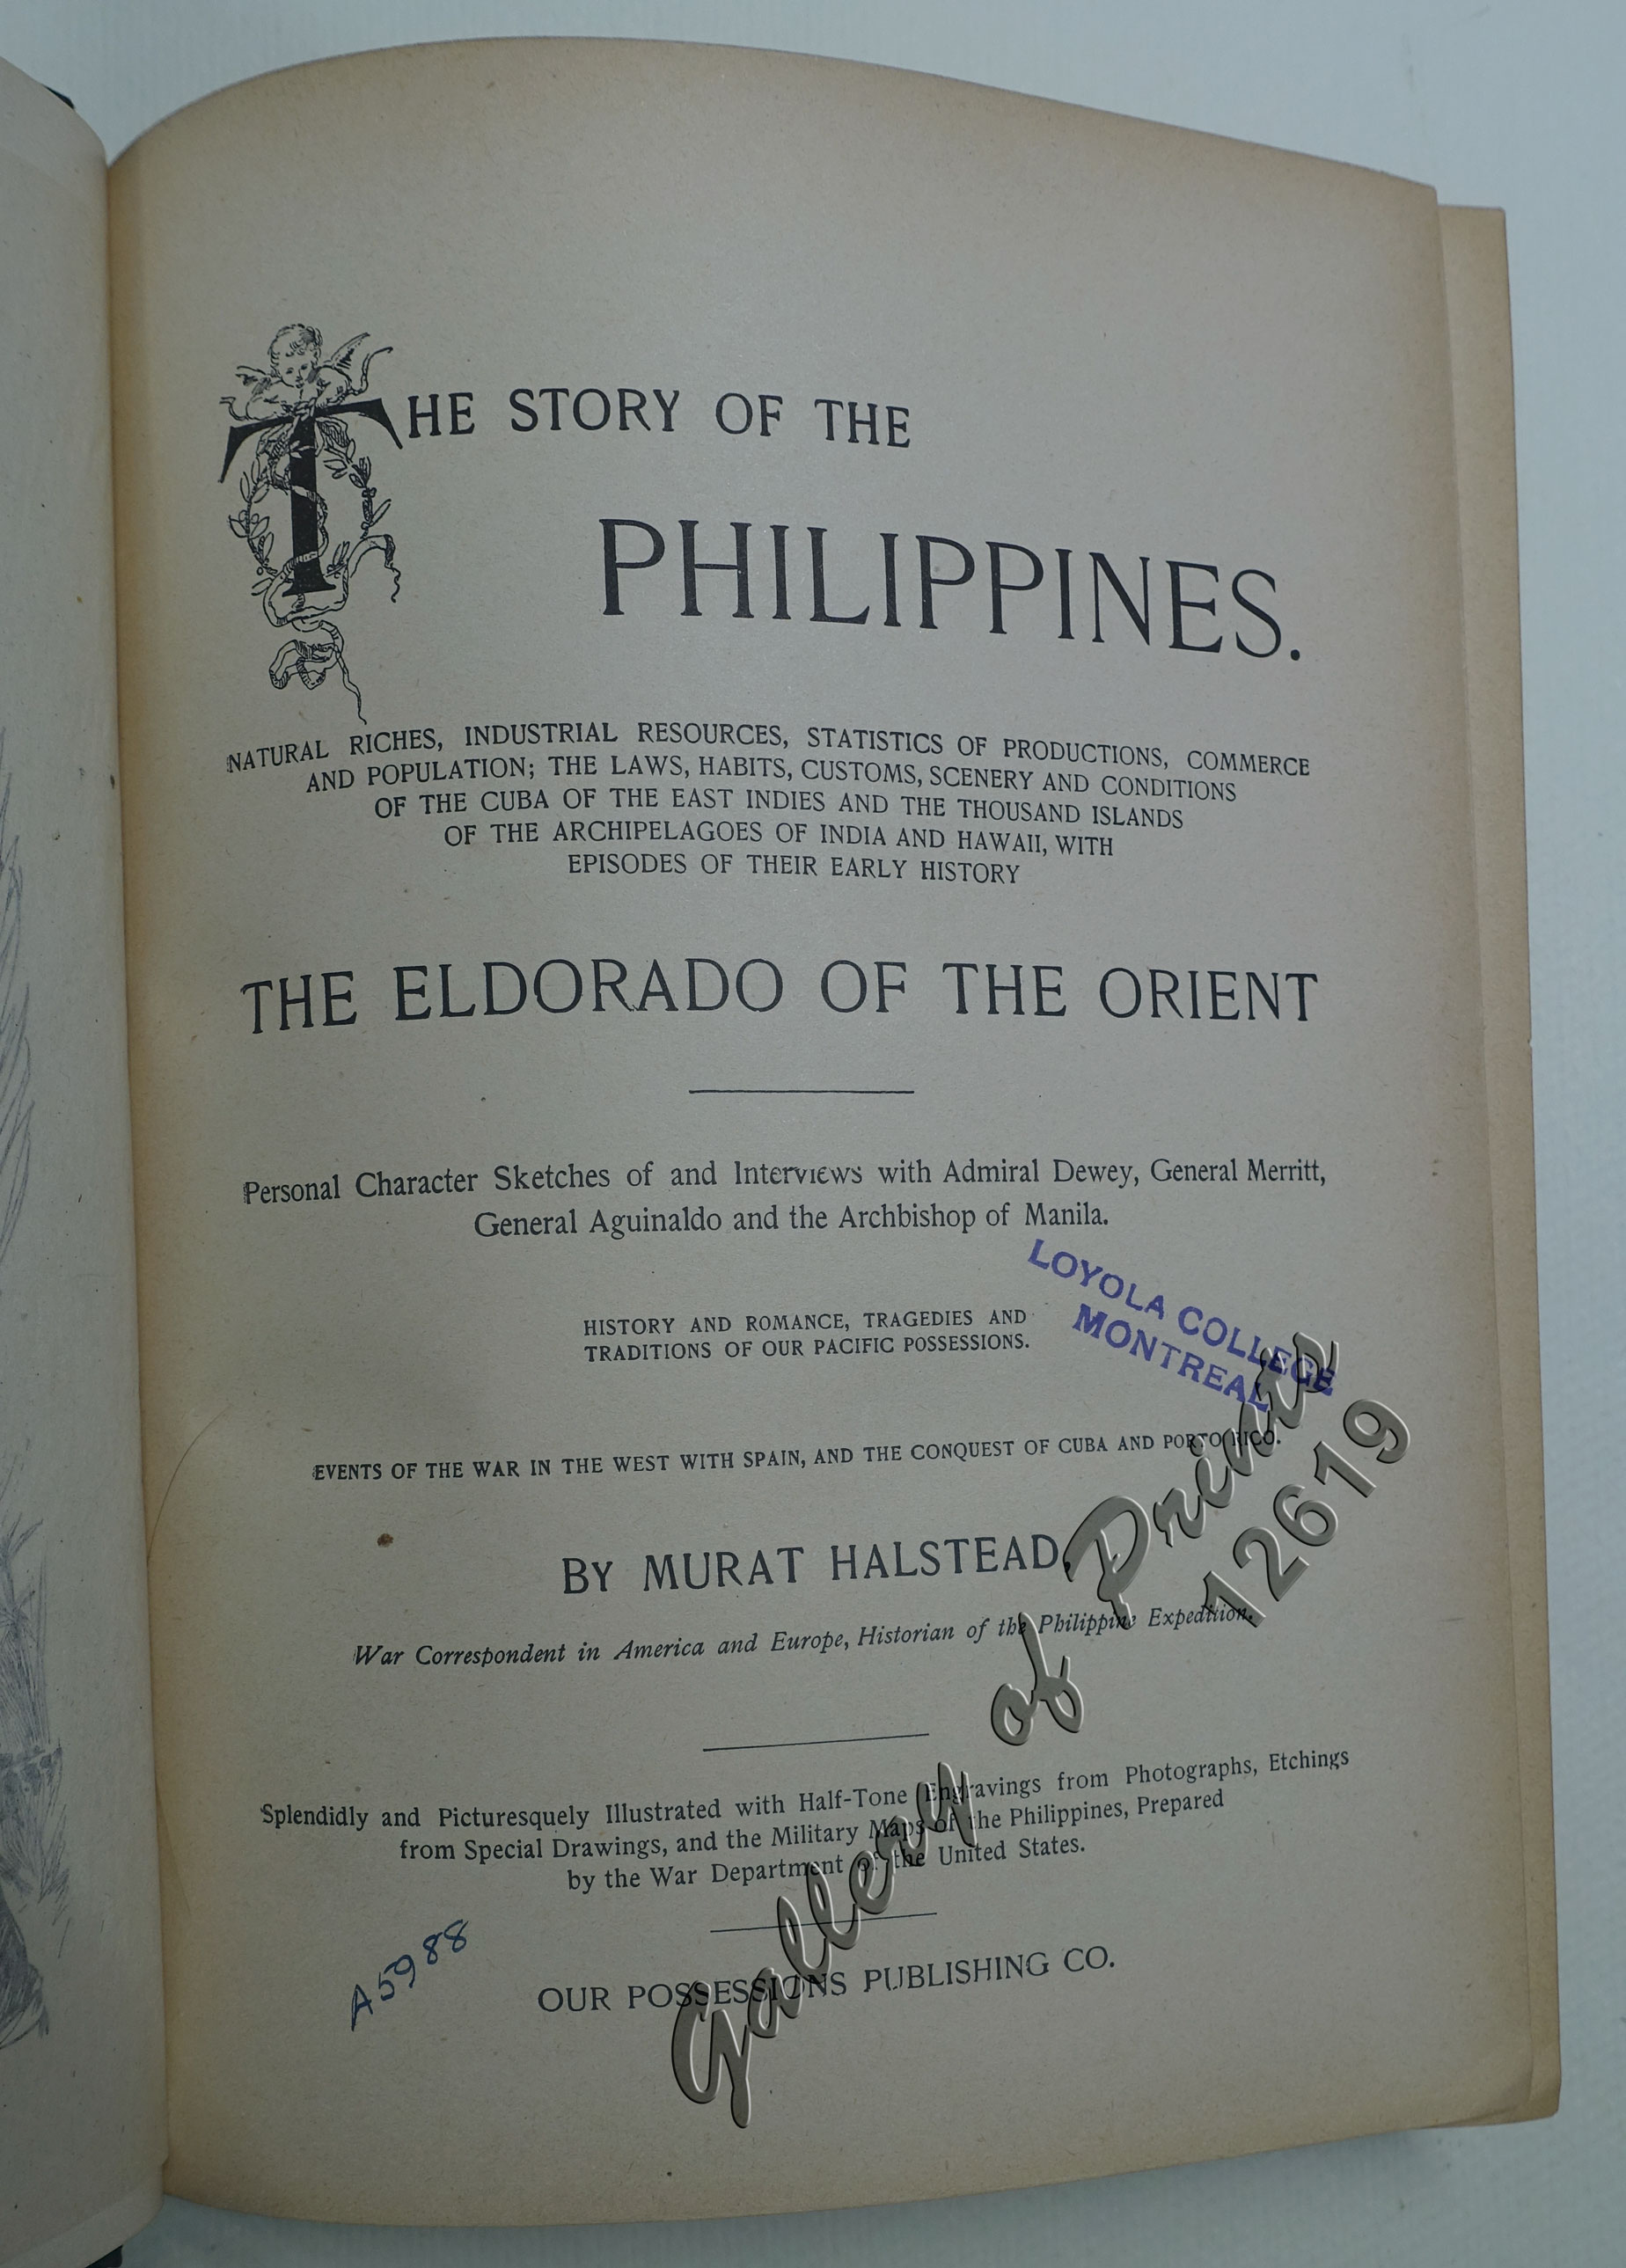 THE STORY OF THE
PHILIPPINES.
NATURAL RICHES, INDUSTRIAL RESOURCES, STATISTICS OF PRODUCTIONS, COMMERCE
AND POPULATION; THE LAWS, HABITS, CUSTOMS, SCENERY AND CONDITIONS
OF THE CUBA OF THE EAST INDIES AND THE THOUSAND ISLANDS
OF THE ARCHIPELAGOES OF INDIA AND HAWAII, WITH
EPISODES OF THEIR EARLY HISTORY
THE ELDORADO OF THE ORIENT
Personal Character Sketches of and Interviews with Admiral Dewey, General Merritt,
General Aguinaldo and the Archbishop of Manila.
LOYOLA COLLEGE
MONTREAL
HISTORY AND ROMANCE, TRAGEDIES AND
TRADITIONS OF OUR PACIFIC POSSESSIONS.
EVENTS OF THE WAR IN THE WEST WITH SPAIN, AND THE CONQUEST OF CUBA AND PORTO RICO.
BY MURAT HALSTEAD,
War Correspondent in America and Europe, Historian of the Philippine Expedition.
Splendidly and Picturesquely Illustrated with Half-Tone Engravings from Photographs, Etchings
from Special Drawings, and the Military Maps of the Philippines, Prepared
by the War Department of the United States.
A5988
OUR POSSESSIONS PUBLISHING CO.
Gallery of Prints
12619